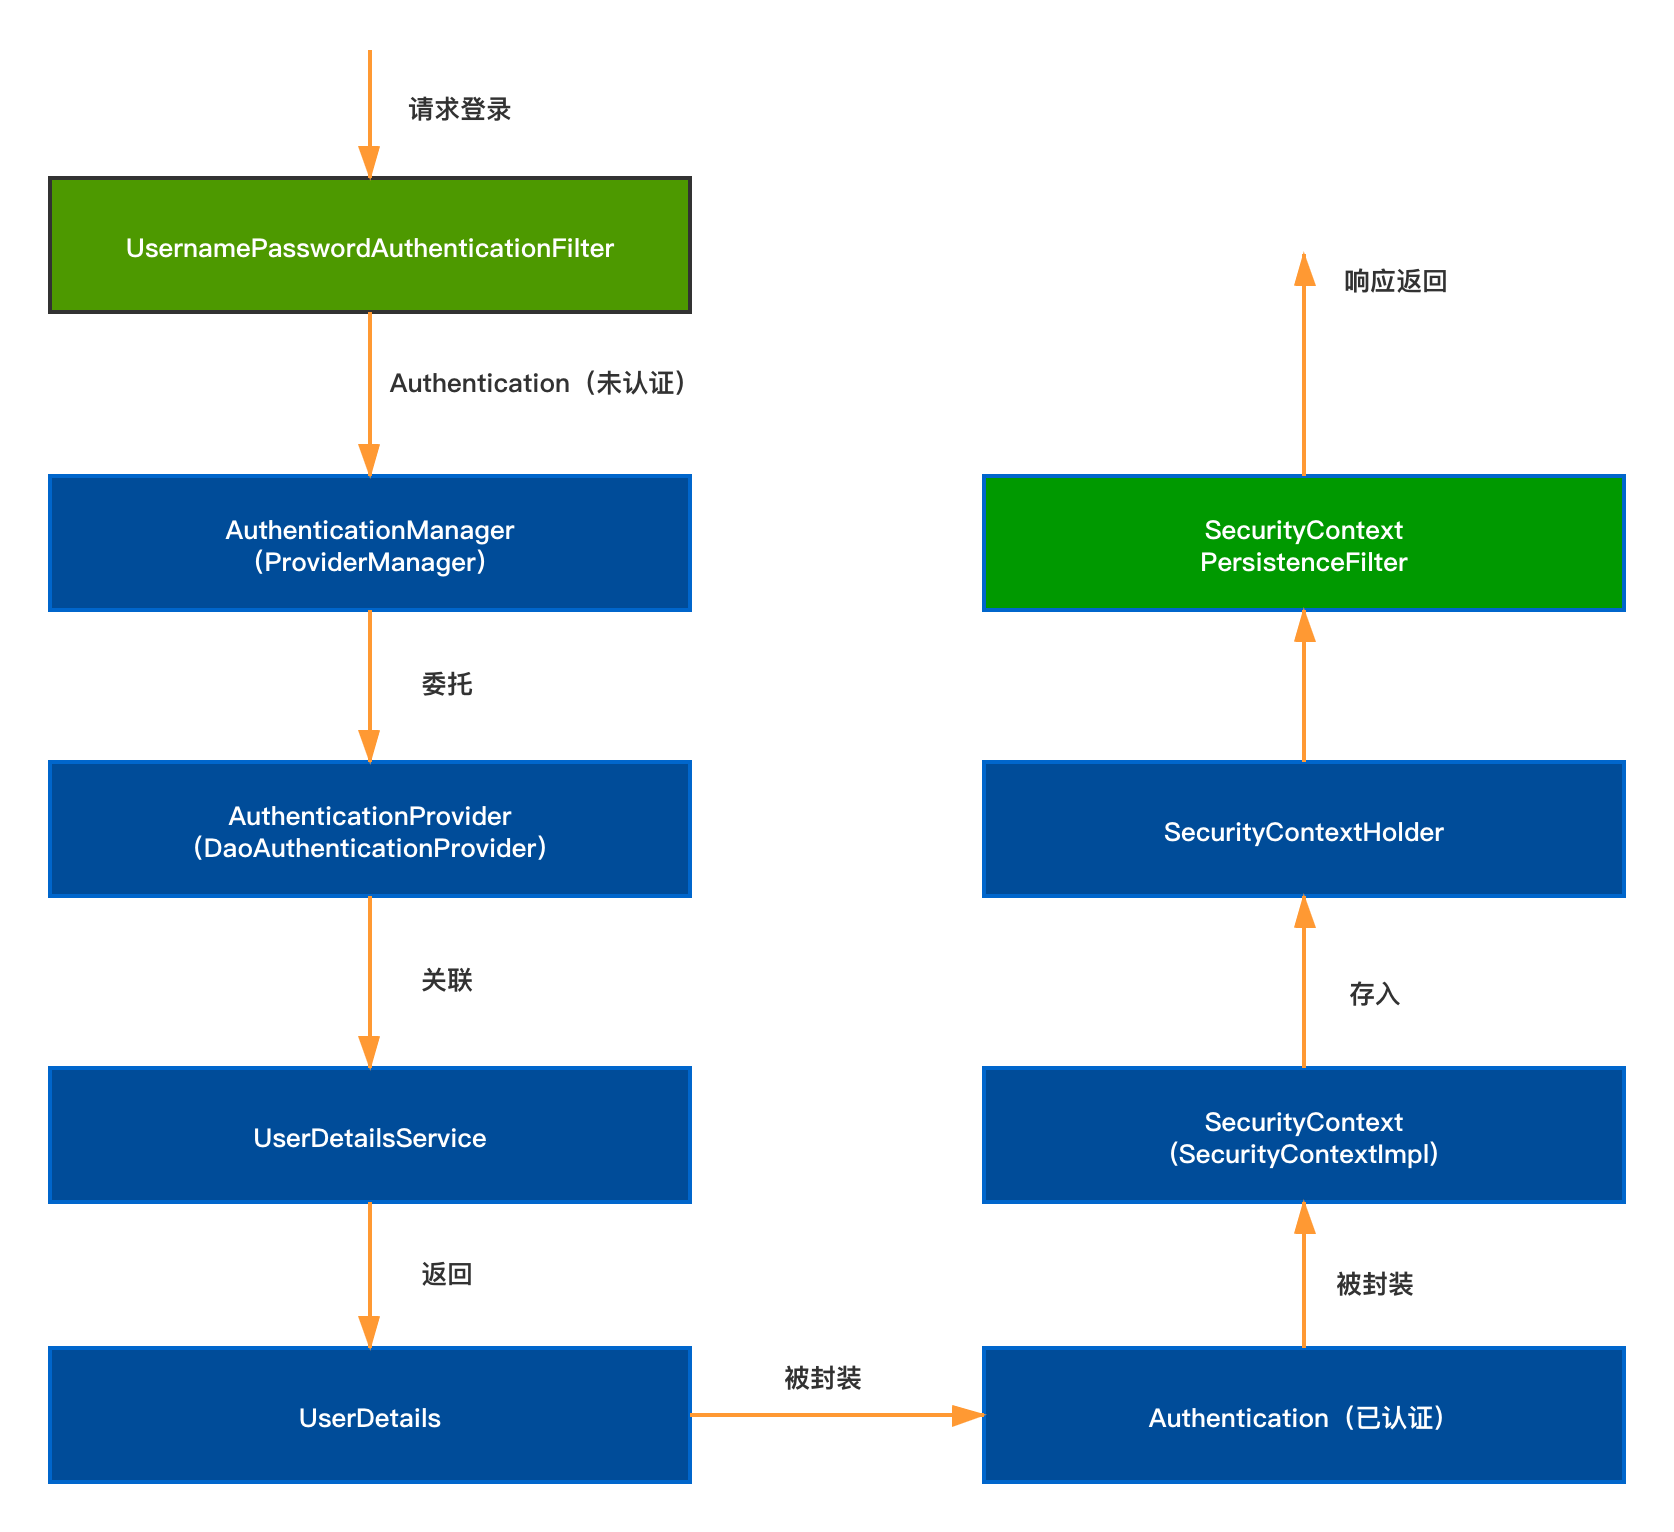 请求登录
UsernamePasswordAuthenticationFilter
Authentication（未认证）
AuthenticationManager
(ProviderManager)
委托
AuthenticationProvider
(DaoAuthenticationProvider)
关联
UserDetailsService
返回
UserDetails
被封装
Authentication（已认证）
被封装
SecurityContext
(SecurityContextImpl)
存入
SecurityContextHolder
SecurityContext
PersistenceFilter
响应返回